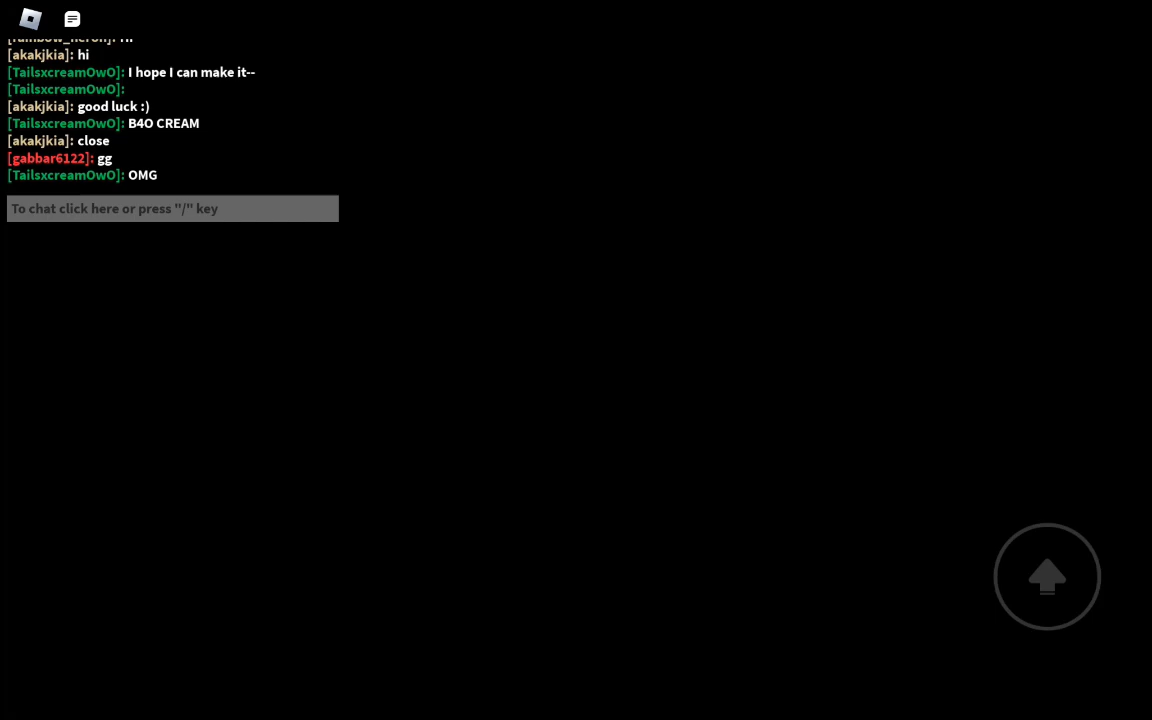 [akakjkia]: hi
[TailsxcreamOwO]: I hope I can make it--
[TailsxcreamOwO]:
[akakjkia]: good luck :)
[TailsxcreamOwO]: B4O CREAM
[akakjkia]: close
[gabbar6122]: gg
[TailsxcreamOwO]: OMG
To chat click here or press "/" key